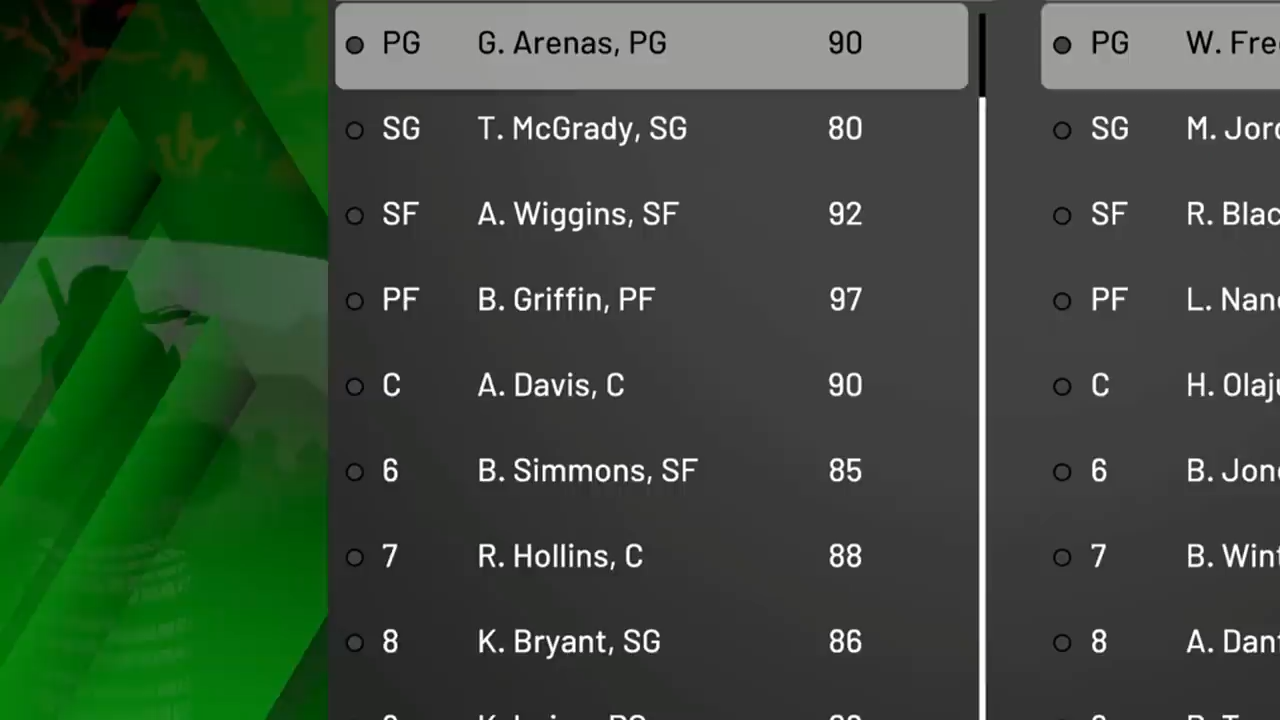 PG G. Arenas, PG 90 PG
SG T. McGrady, SG 80 SG
SF A. Wiggins, SF 92 SF
PF B. Griffin, PF 97 PF
C A. Davis, C 90 C
6 B. Simmons, SF 85 6
7 R. Hollins, C 88 7
8 K. Bryant, SG 86 8